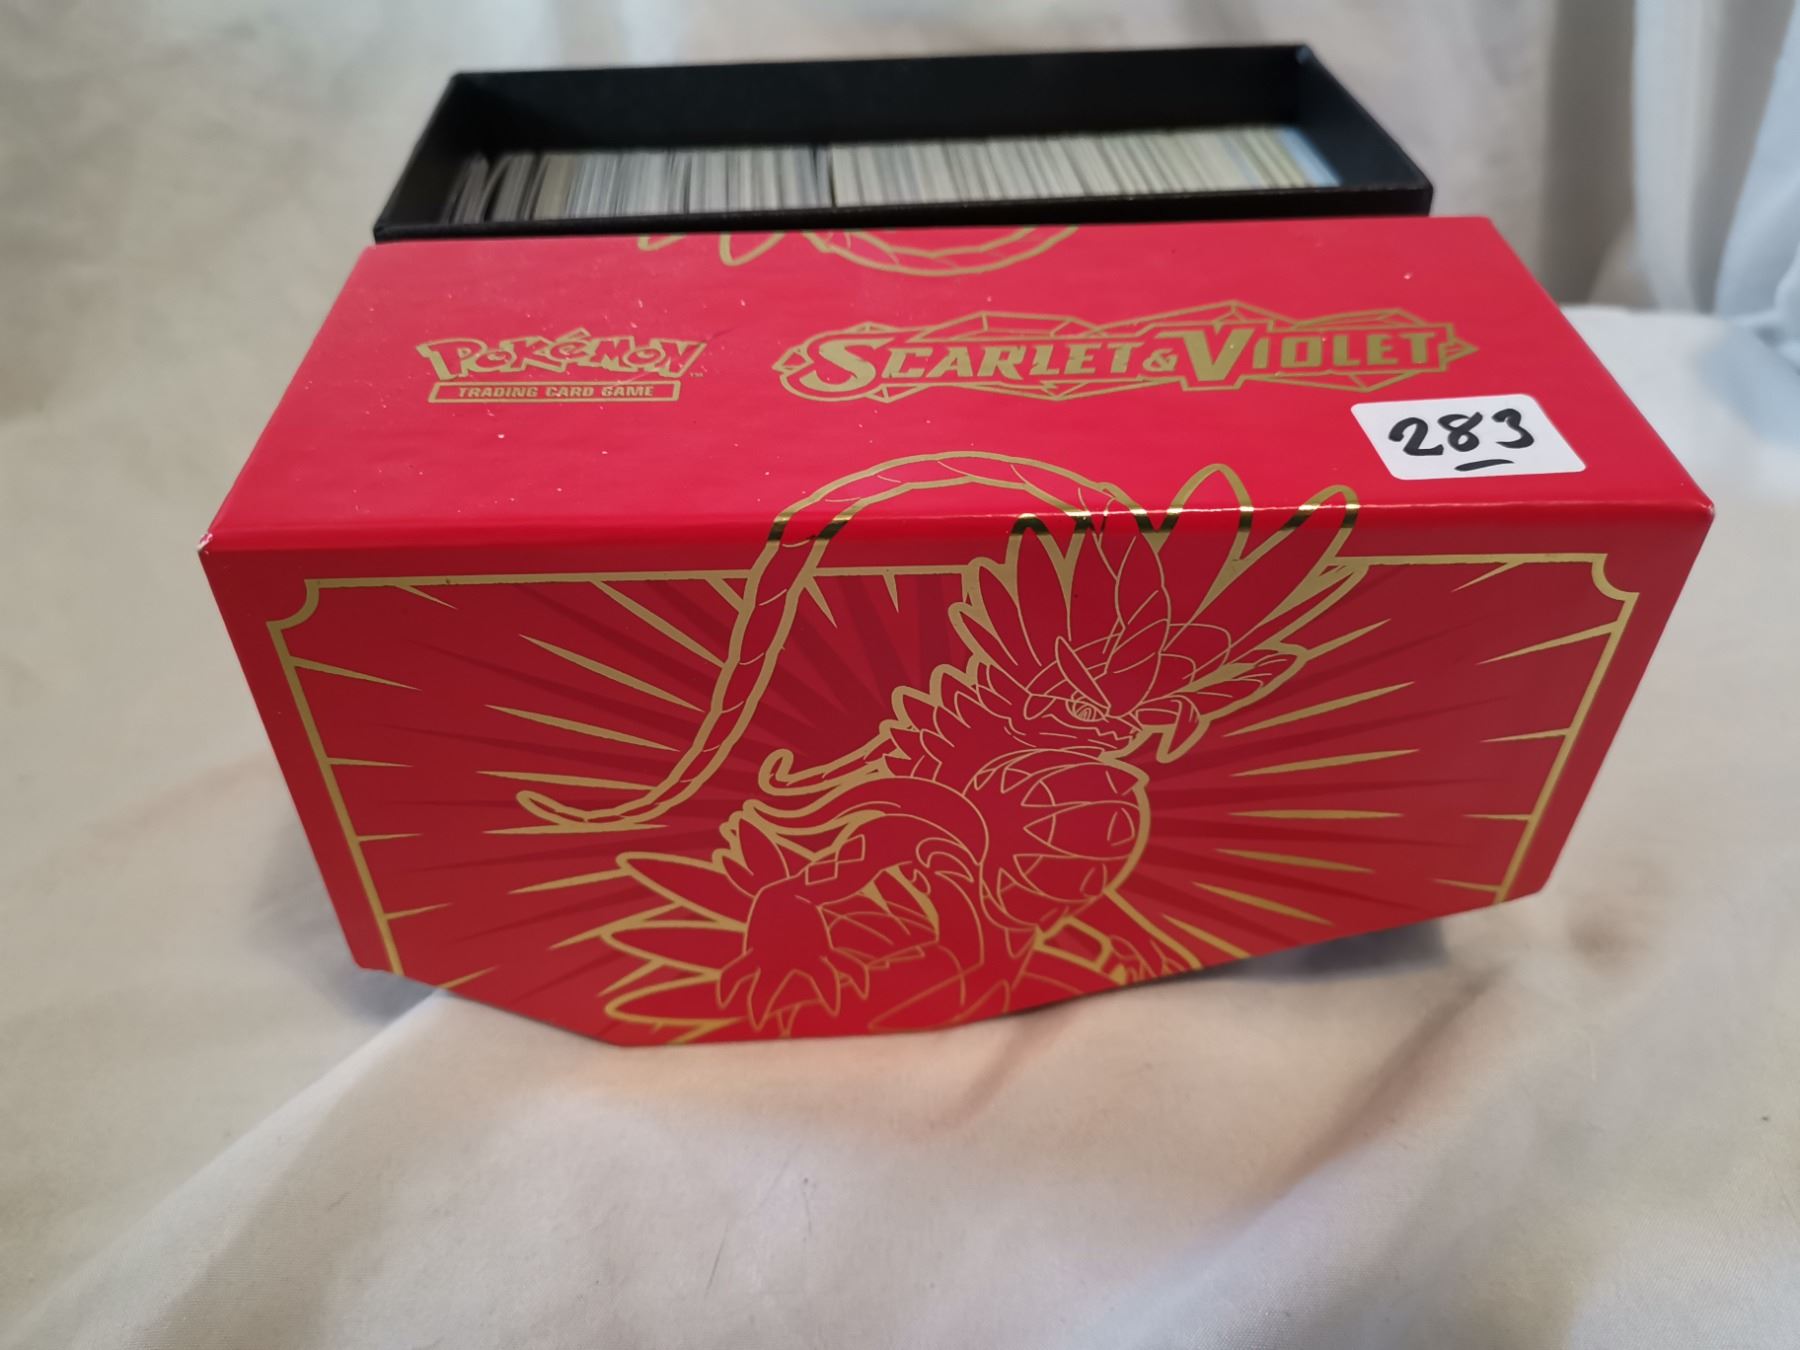 POKéMON
TRADING CARD GAME
SCARLET & VIOLET
283